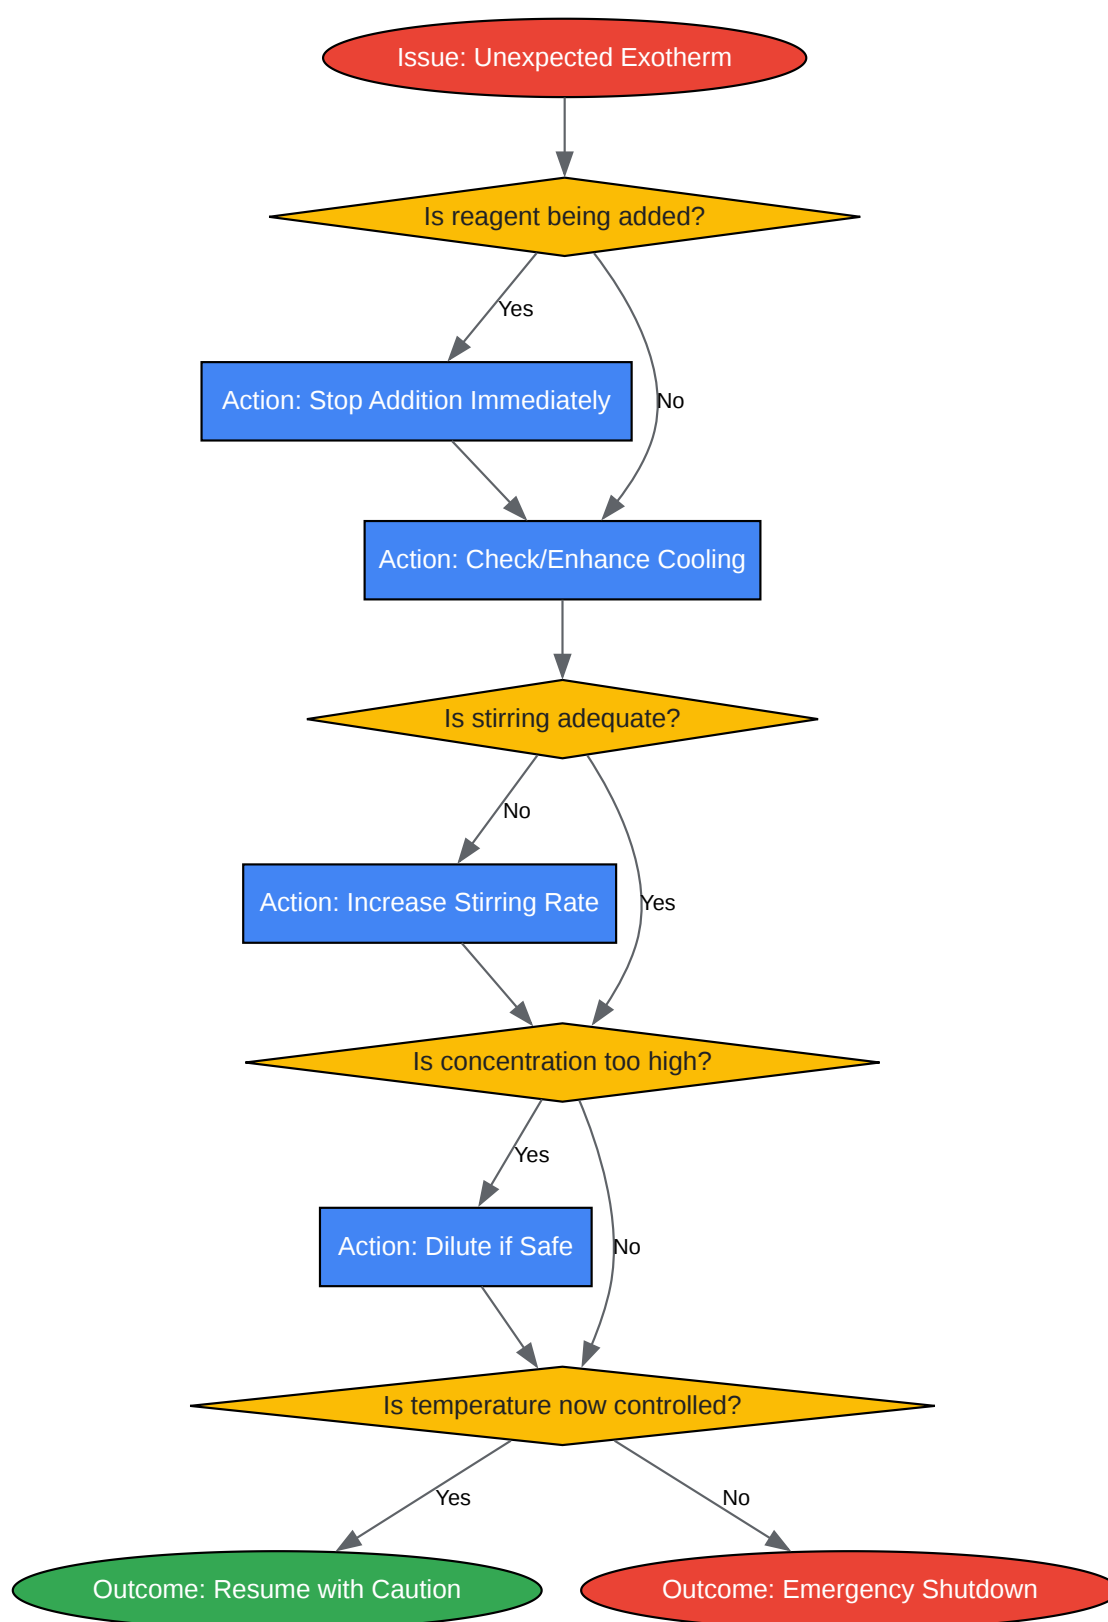 Issue: Unexpected Exotherm
Is reagent being added?
Yes
Action: Stop Addition Immediately
No
Action: Check/Enhance Cooling
Is stirring adequate?
No
Action: Increase Stirring Rate
Yes
Is concentration too high?
Yes
Action: Dilute if Safe
No
Is temperature now controlled?
Yes
No
Outcome: Resume with Caution
Outcome: Emergency Shutdown